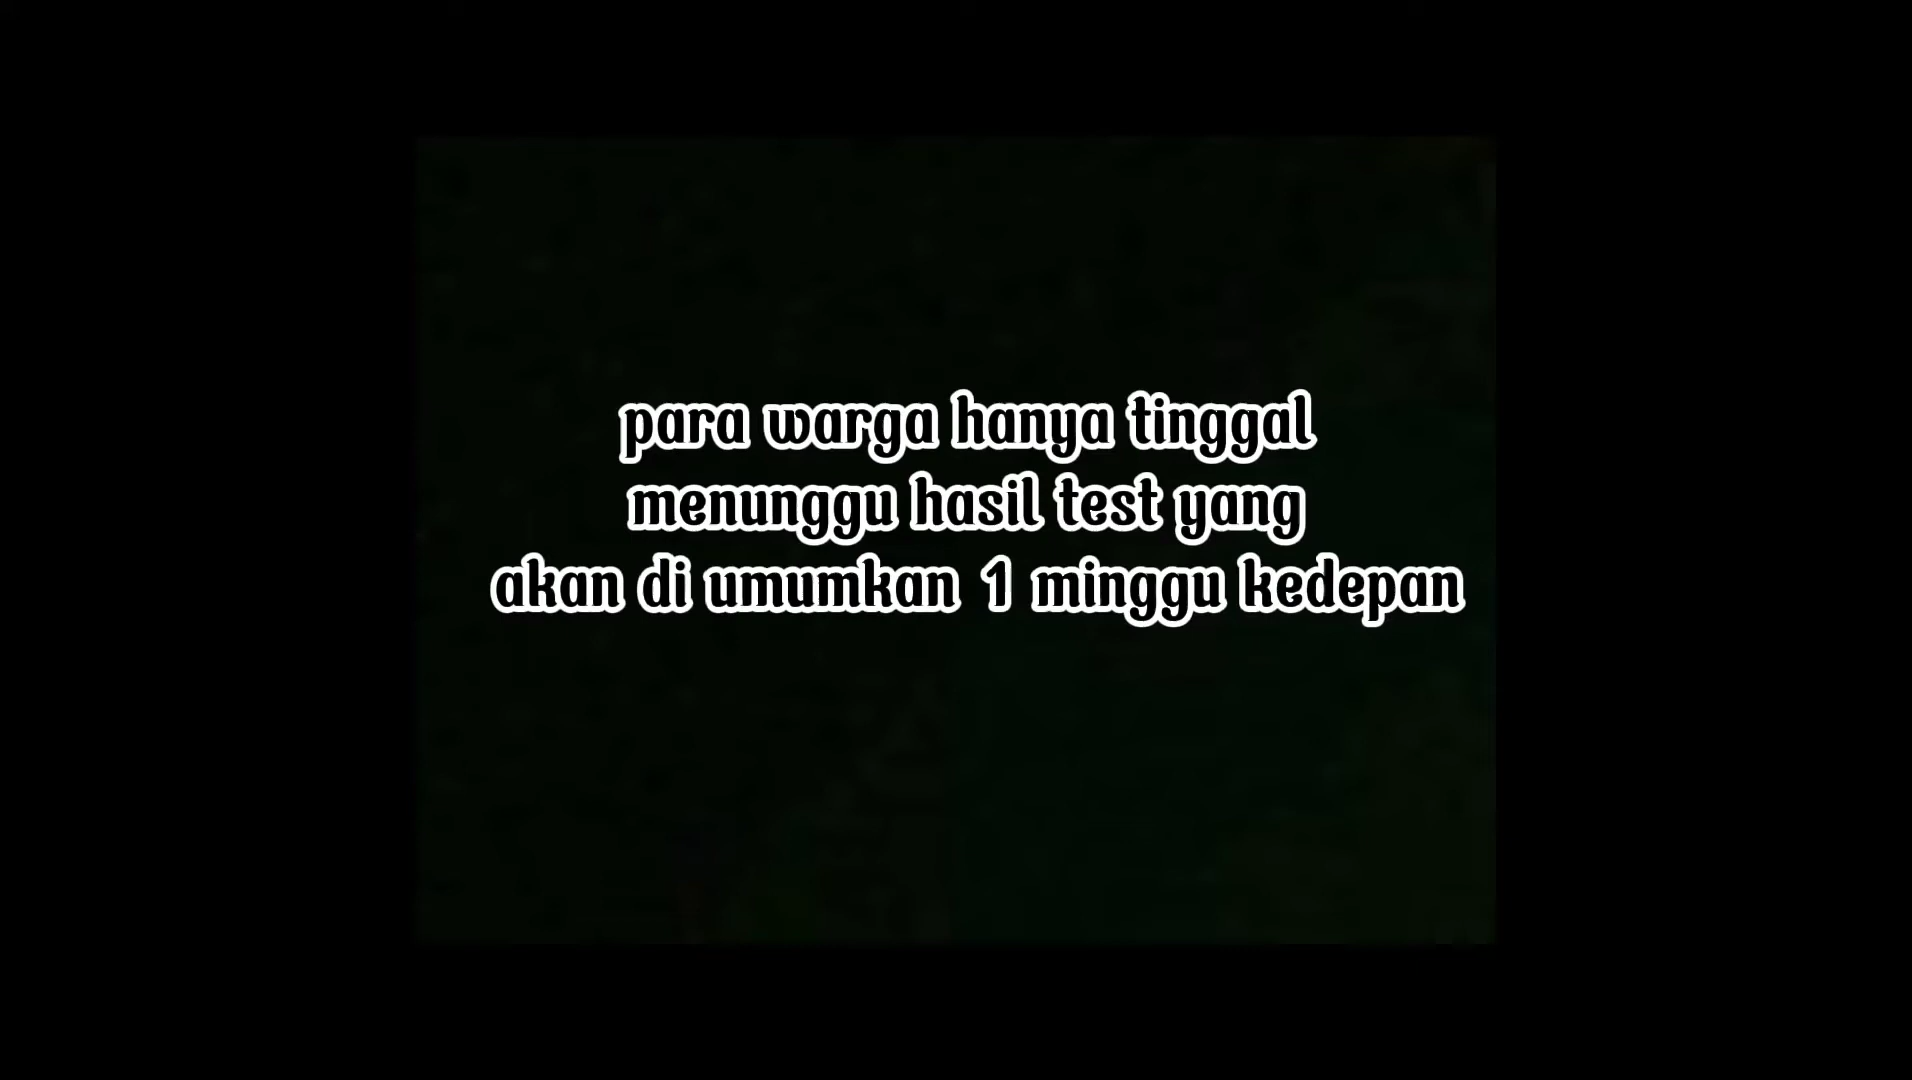 para warga hanya tinggal
menunggu hasil test yang
akan di umumkan 1 minggu kedepan